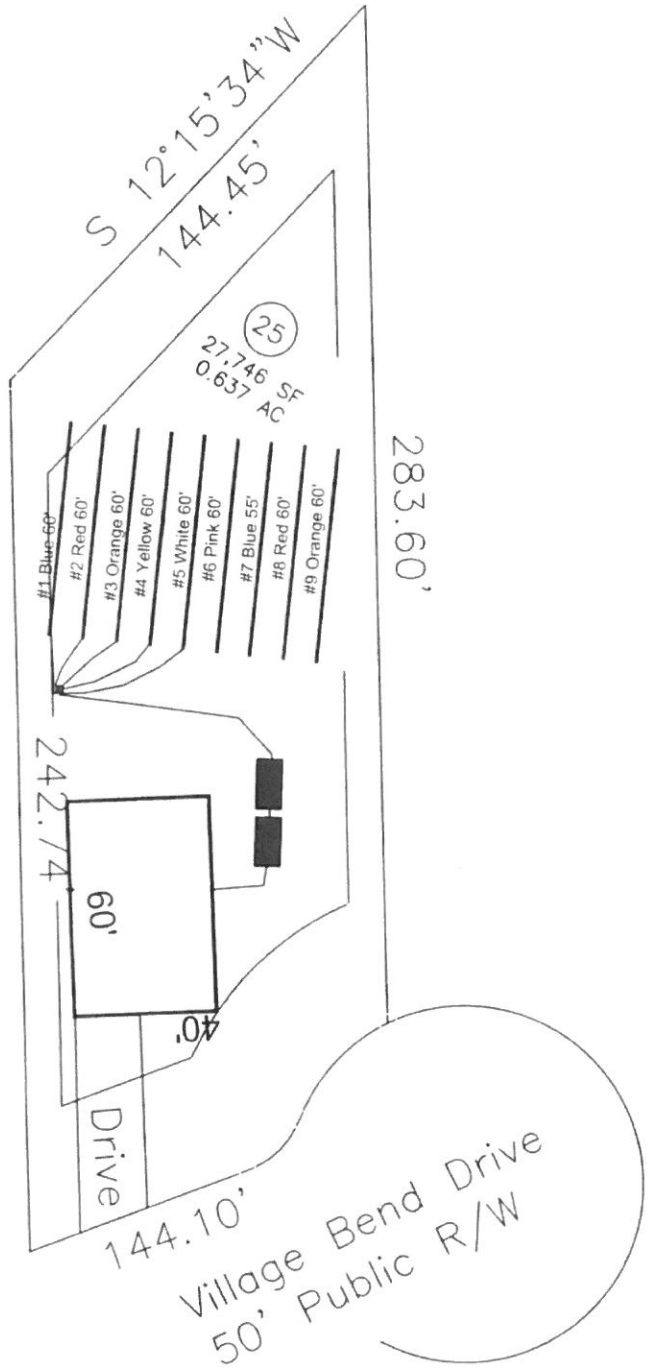 S 12°15'34"W
144.45'
25
27,746 SF
0.637 AC
283.60'
#1 Blue 60'
#2 Red 60'
#3 Orange 60'
#4 Yellow 60'
#5 White 60'
#6 Pink 60'
#7 Blue 55'
#8 Red 60'
#9 Orange 60'
242.74
60'
40'
Drive
144.10'
Village Bend Drive
50' Public R/W